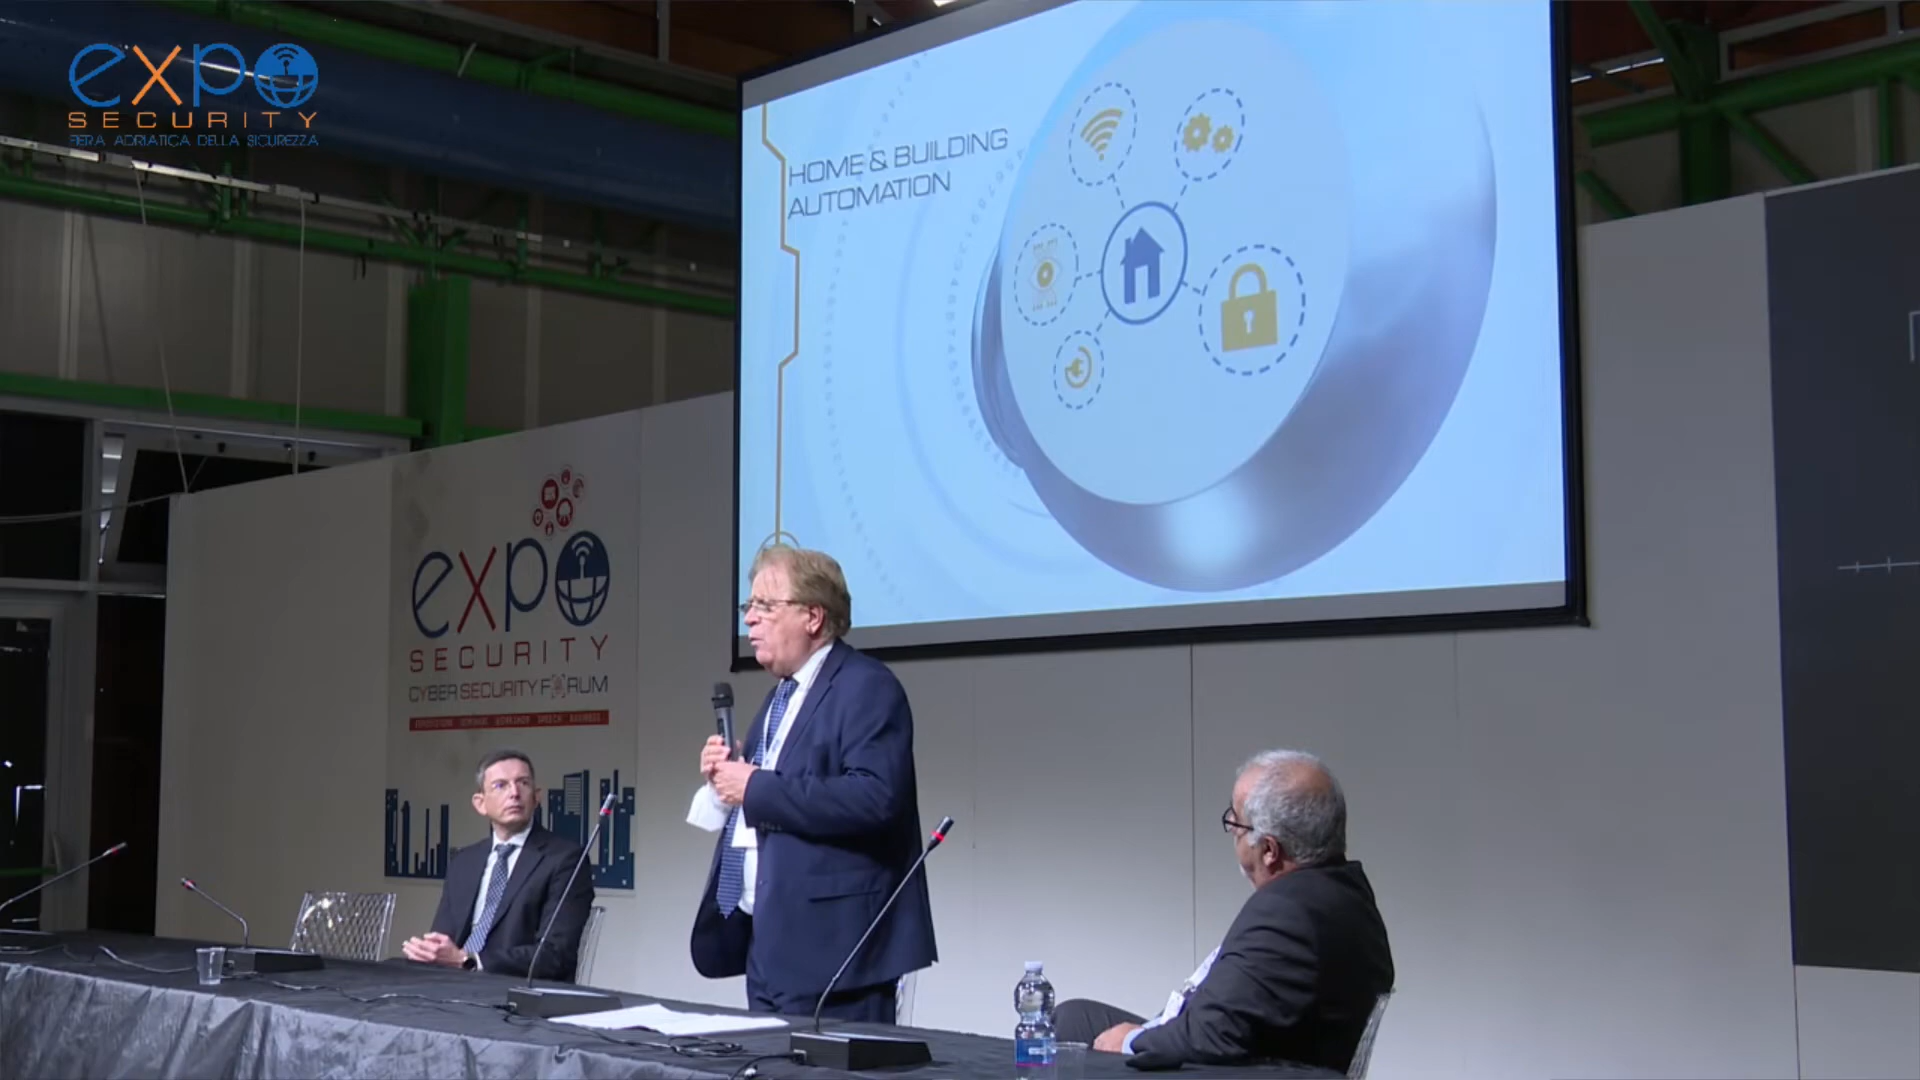 expo
SECURITY
FIERA ADRIATICA DELLA SICUREZZA
HOME & BUILDING
AUTOMATION
expo
SECURITY
CYBER SECURITY FORUM